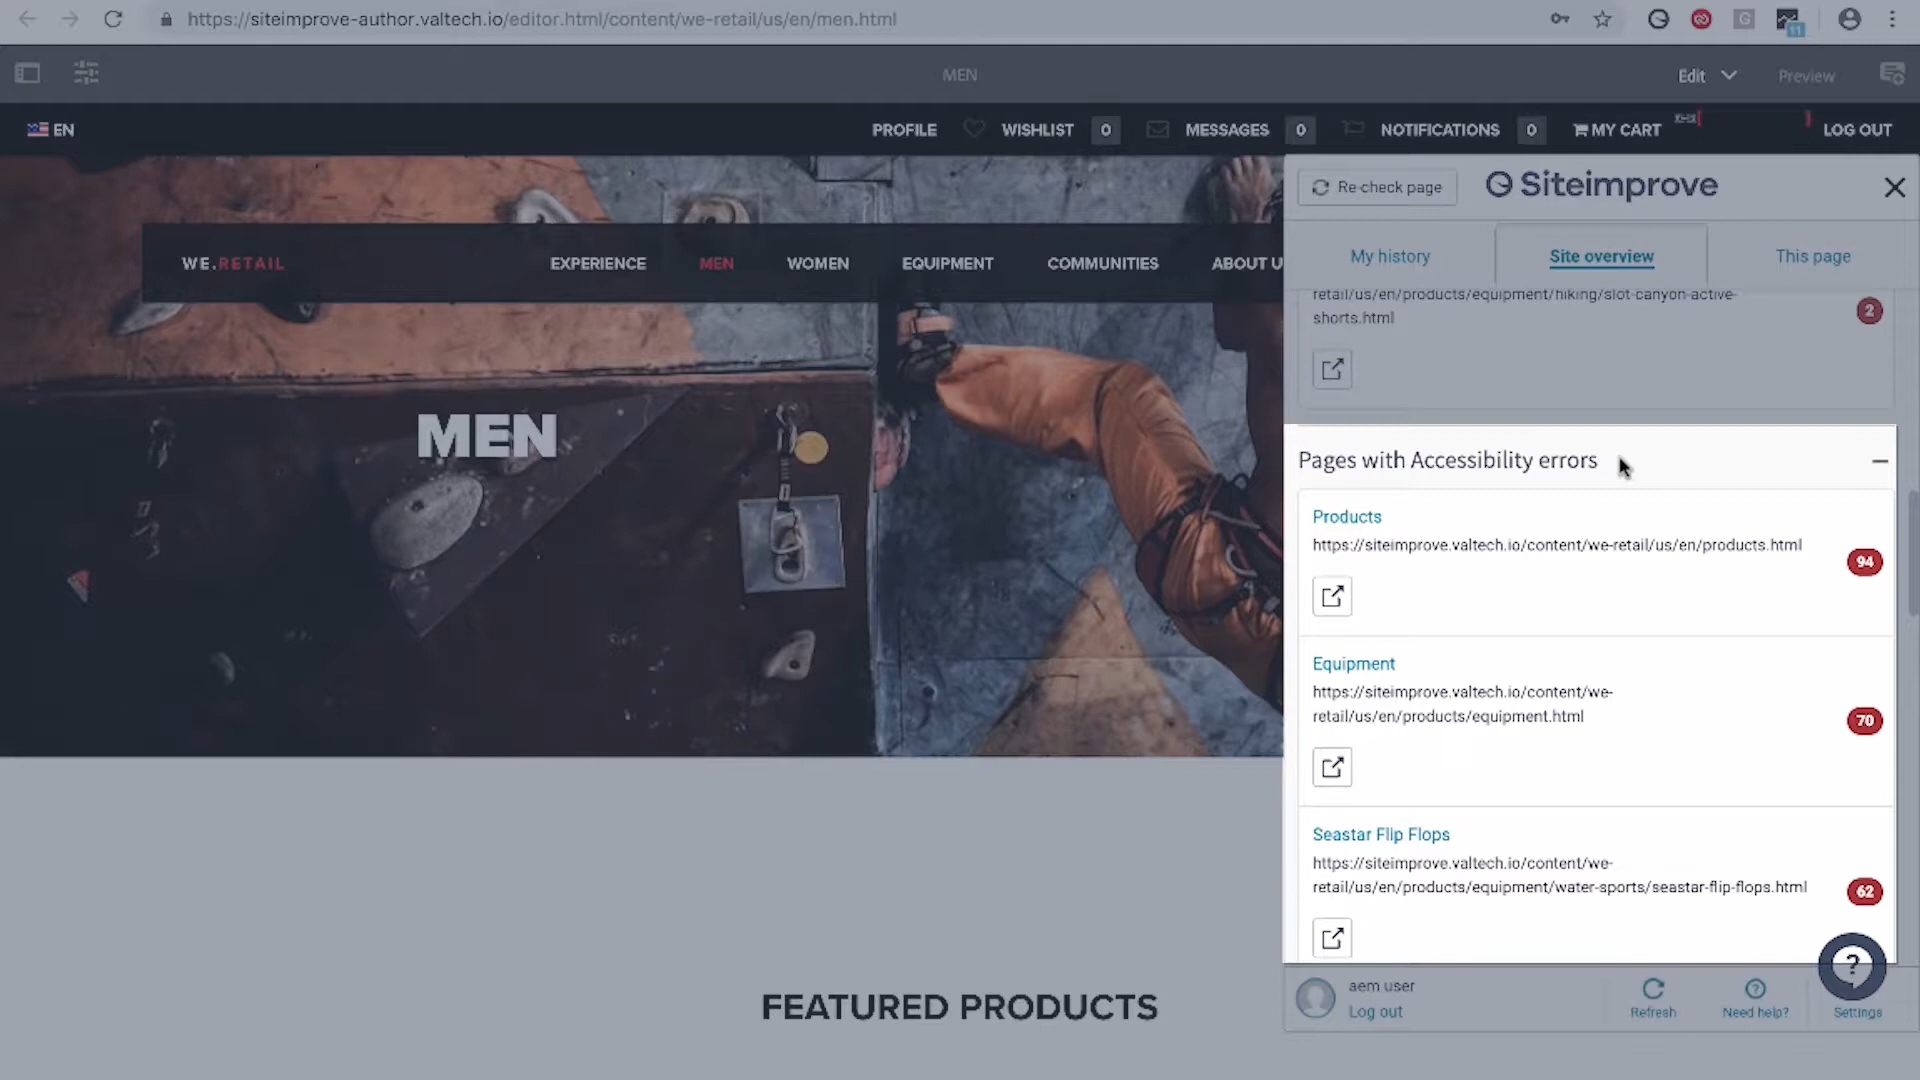 https://siteimprove-author.valtech.io/editor.html/content/we-retail/us/en/men.html
G
11
MEN
Edit
Preview
EN
PROFILE
WISHLIST
0
MESSAGES
0
NOTIFICATIONS
0
MY CART
LOG OUT
Re-check page
Siteimprove
WE.RETAIL
EXPERIENCE
MEN
WOMEN
EQUIPMENT
COMMUNITIES
ABOUT U
My history
Site overview
This page
retail/us/en/products/equipment/hiking/slot-canyon-active-
shorts.html
2
MEN
Pages with Accessibility errors
Products
https://siteimprove.valtech.io/content/we-retail/us/en/products.html
94
Equipment
https://siteimprove.valtech.io/content/we-
retail/us/en/products/equipment.html
70
Seastar Flip Flops
https://siteimprove.valtech.io/content/we-
retail/us/en/products/equipment/water-sports/seastar-flip-flops.html
62
FEATURED PRODUCTS
aem user
Log out
Refresh
Need help?
Settings